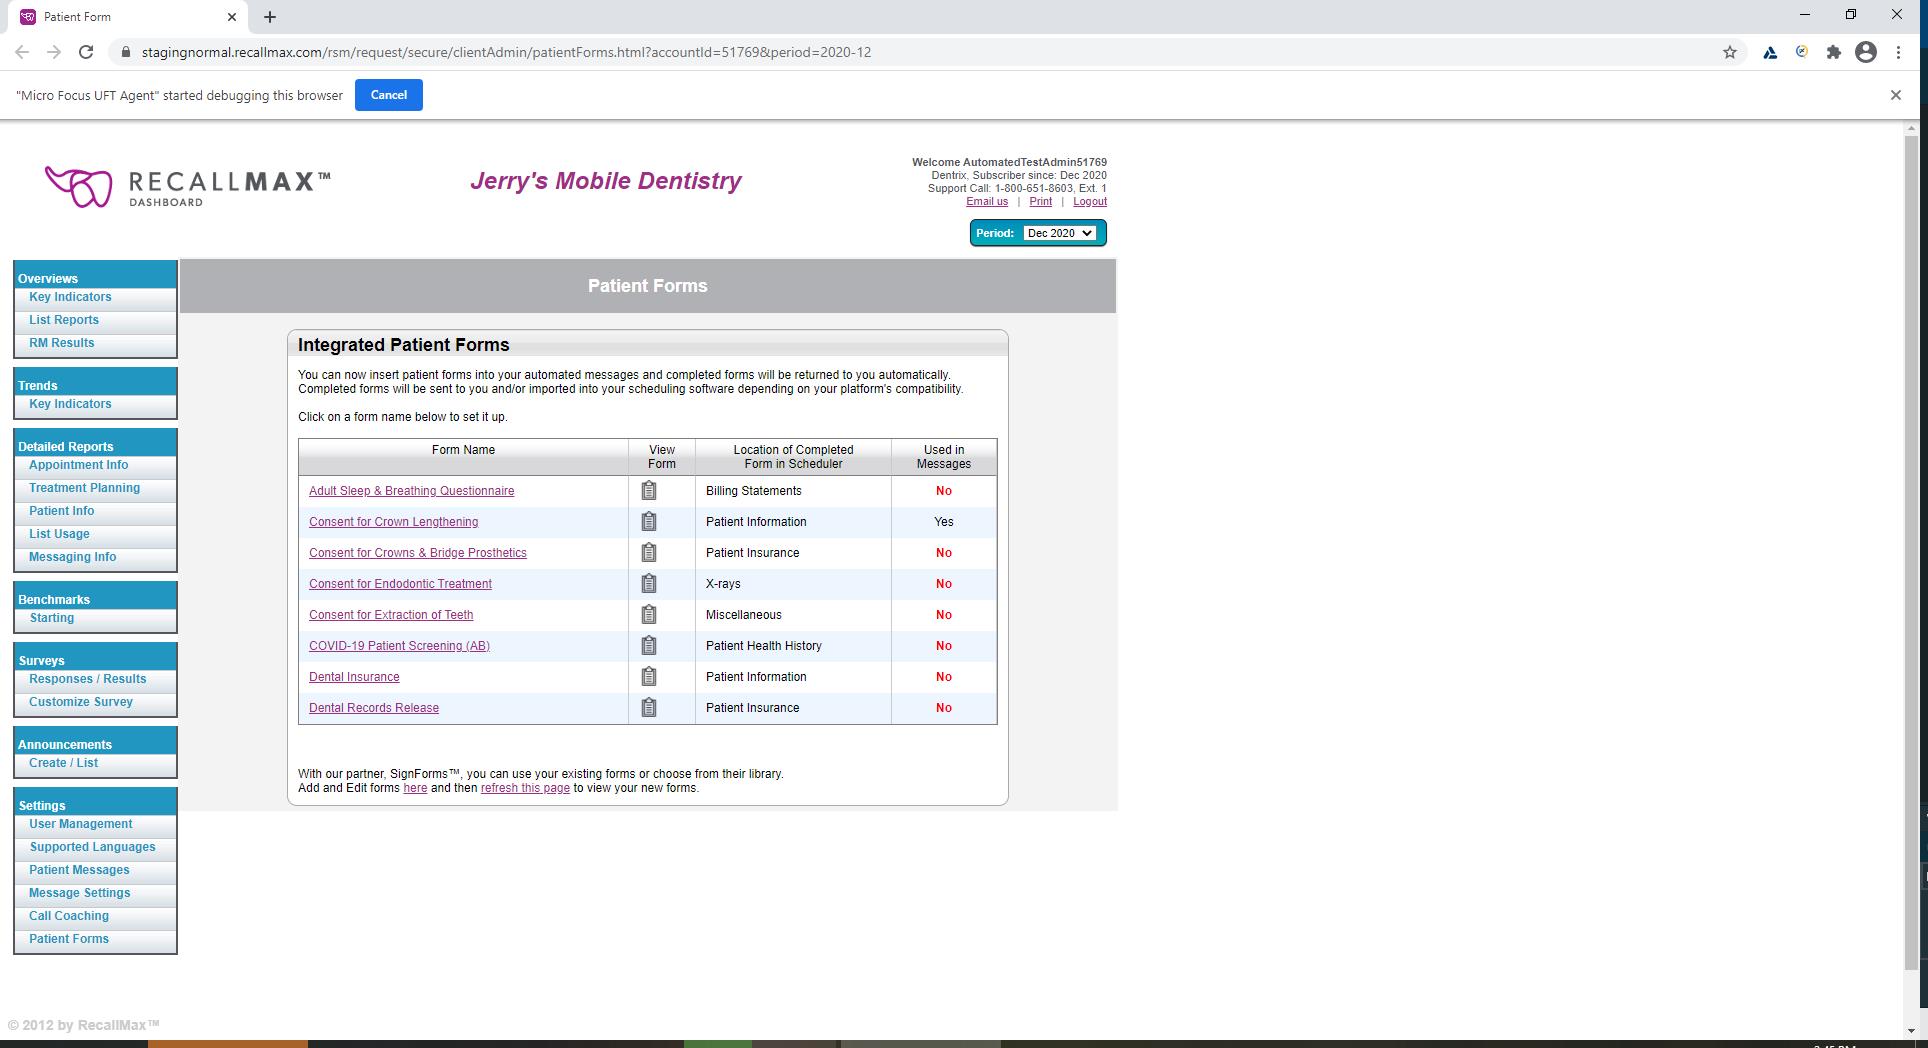 Patient Form
stagingnormal.recallmax.com/rsm/request/secure/clientAdmin/patientForms.html?accountId=51769&period=2020-12
"Micro Focus UFT Agent" started debugging this browser
Cancel
RECALLMAX™
DASHBOARD
Jerry's Mobile Dentistry
Welcome AutomatedTestAdmin51769
Dentrix, Subscriber since: Dec 2020
Support Call: 1-800-651-8603, Ext. 1
Email us | Print | Logout
Period: Dec 2020
Overviews
Key Indicators
List Reports
RM Results
Trends
Key Indicators
Detailed Reports
Appointment Info
Treatment Planning
Patient Info
List Usage
Messaging Info
Benchmarks
Starting
Surveys
Responses / Results
Customize Survey
Announcements
Create / List
Settings
User Management
Supported Languages
Patient Messages
Message Settings
Call Coaching
Patient Forms
Patient Forms
Integrated Patient Forms
You can now insert patient forms into your automated messages and completed forms will be returned to you automatically.
Completed forms will be sent to you and/or imported into your scheduling software depending on your platform's compatibility.
Click on a form name below to set it up.
Form Name View Form Location of Completed Form in Scheduler Used in Messages
Adult Sleep & Breathing Questionnaire Billing Statements No
Consent for Crown Lengthening Patient Information Yes
Consent for Crowns & Bridge Prosthetics Patient Insurance No
Consent for Endodontic Treatment X-rays No
Consent for Extraction of Teeth Miscellaneous No
COVID-19 Patient Screening (AB) Patient Health History No
Dental Insurance Patient Information No
Dental Records Release Patient Insurance No
With our partner, SignForms™, you can use your existing forms or choose from their library.
Add and Edit forms here and then refresh this page to view your new forms.
© 2012 by RecallMax™